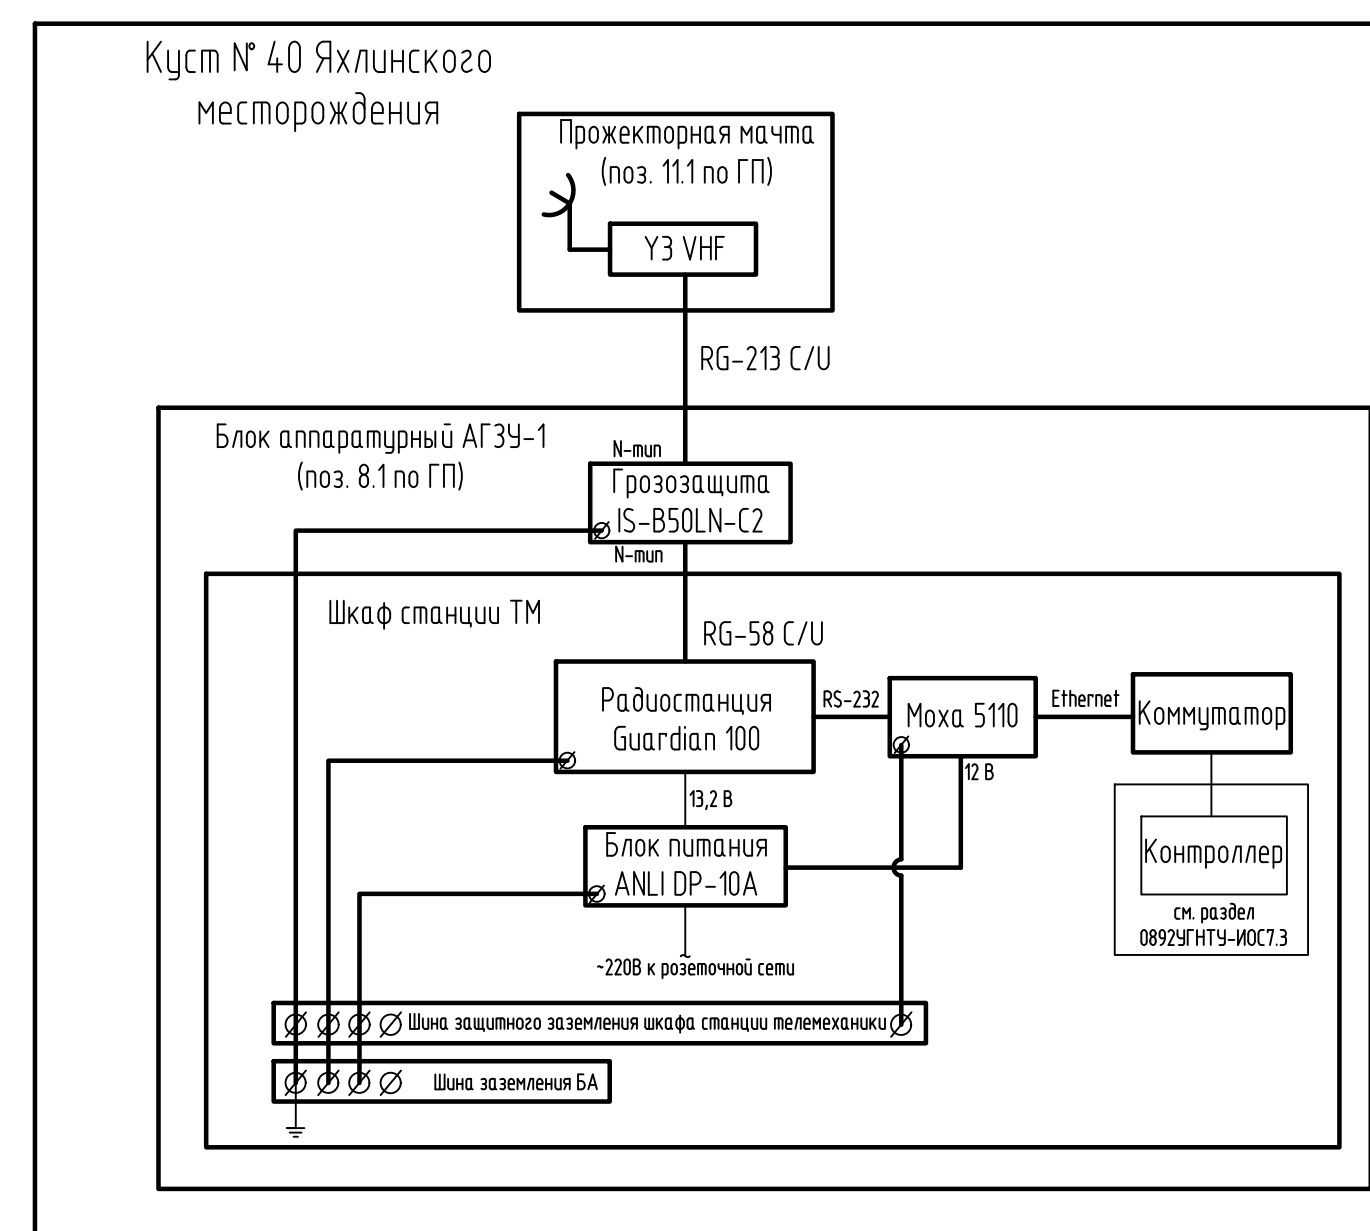 Куст № 40 Яхлинского
месторождения
Прожекторная мачта
(поз. 11.1 по ГП)
Y3 VHF
RG-213 C/U
Блок аппаратурный АГЗУ-1
(поз. 8.1 по ГП)
N-тип
Грозозащита
IS-B50LN-C2
N-тип
Шкаф станции ТМ
RG-58 C/U
Радиостанция
Guardian 100
RS-232
Moxa 5110
Ethernet
Коммутатор
12 В
13,2 В
Блок питания
ANLI DP-10A
Контроллер
см. раздел
0892УГНТУ-ИОС7.3
~
~220В к розеточной сети
Шина защитного заземления шкафа станции телемеханики
Шина заземления БА